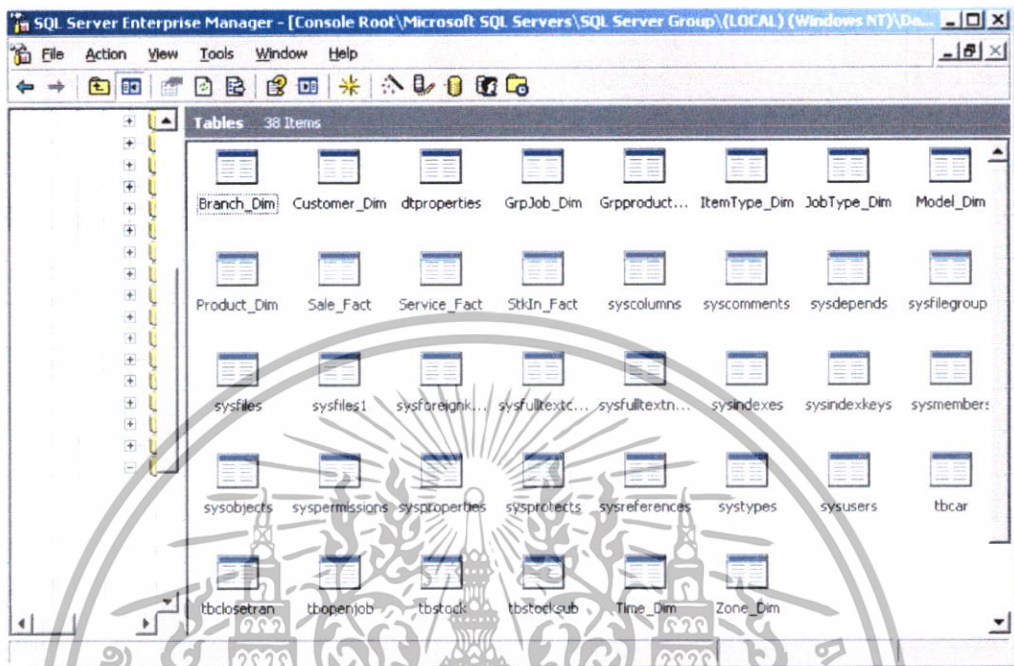 SQL Server Enterprise Manager - [Console Root\Microsoft SQL Servers\SQL Server Group\(LOCAL) (Windows NT)\Da...
File Action View Tools Window Help
Tables 38 Items
Branch_Dim Customer_Dim dtproperties GrpJob_Dim Grpproduct... ItemType_Dim JobType_Dim Model_Dim
Product_Dim Sale_Fact Service_Fact StkIn_Fact syscolumns syscomments sysdepends sysfilegroup
sysfiles sysfiles1 sysforeignk... sysfulltextc... sysfulltextn... sysindexes sysindexkeys sysmembers
sysobjects syspermissions sysproperties sysprotects sysreferences systypes sysusers tbcar
tbclosetran tbopenjob tbstock tbstocksub Time_Dim Zone_Dim